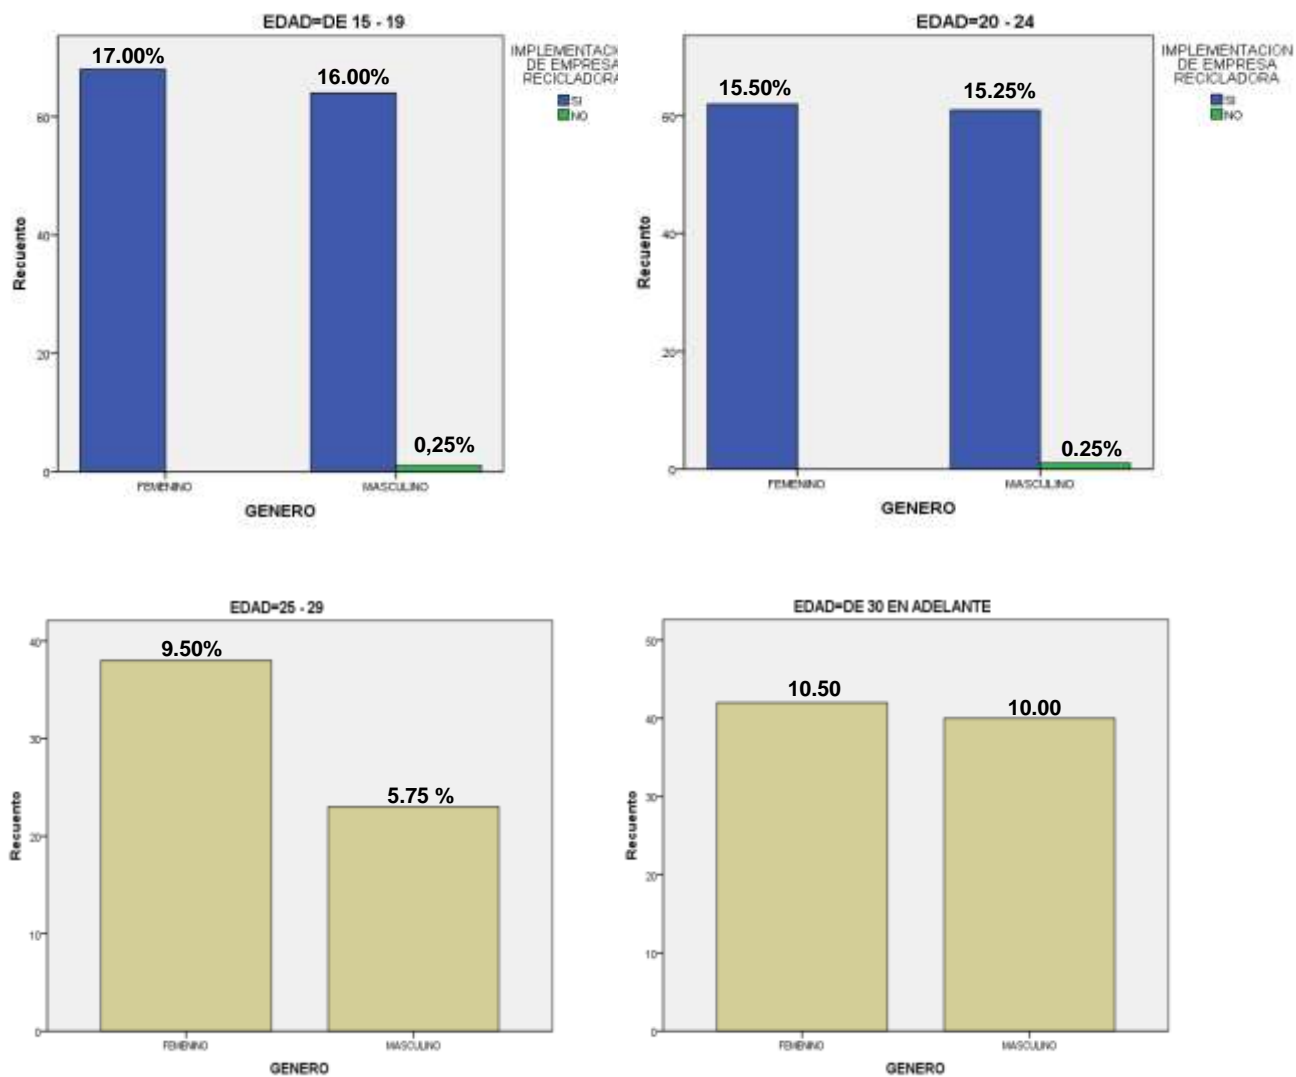 EDAD=DE 15 - 19
IMPLEMENTACI
DE EMPRESA
RECICLADORA
SI
NO
17.00%
16.00%
0,25%
60
40
20
0
Recuento
FEMENINO
MASCULINO
GENERO
EDAD=20 - 24
IMPLEMENTACION
DE EMPRESA
RECICLADORA
SI
NO
15.50%
15.25%
0.25%
60
40
20
0
Recuento
FEMENINO
MASCULINO
GENERO
EDAD=25 - 29
9.50%
5.75 %
40
30
20
10
0
Recuento
FEMENINO
MASCULINO
GENERO
EDAD=DE 30 EN ADELANTE
10.50
10.00
50
40
30
20
10
0
Recuento
FEMENINO
MASCULINO
GENERO